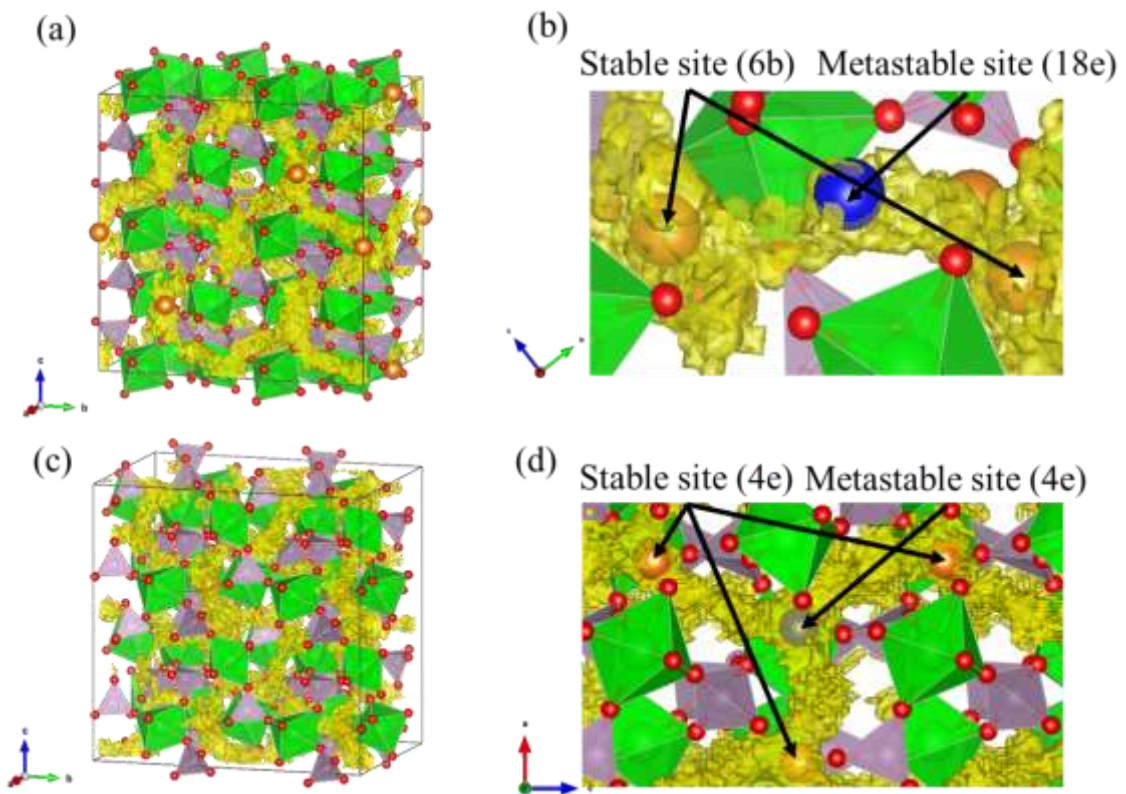 (a)
(b)
Stable site (6b) Metastable site (18e)
c
a
b
(c)
(d)
Stable site (4e) Metastable site (4e)
c
b
a